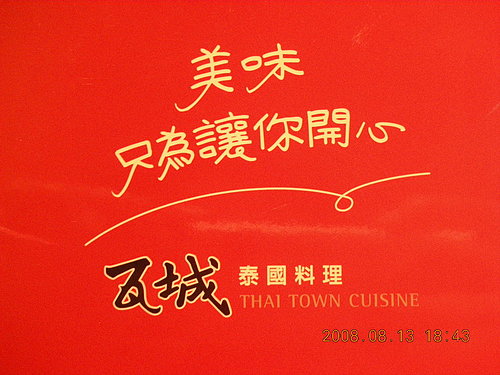 美味
只為讓你開心
瓦城 泰國料理
THAI TOWN CUISINE
2008.08.13 18:43